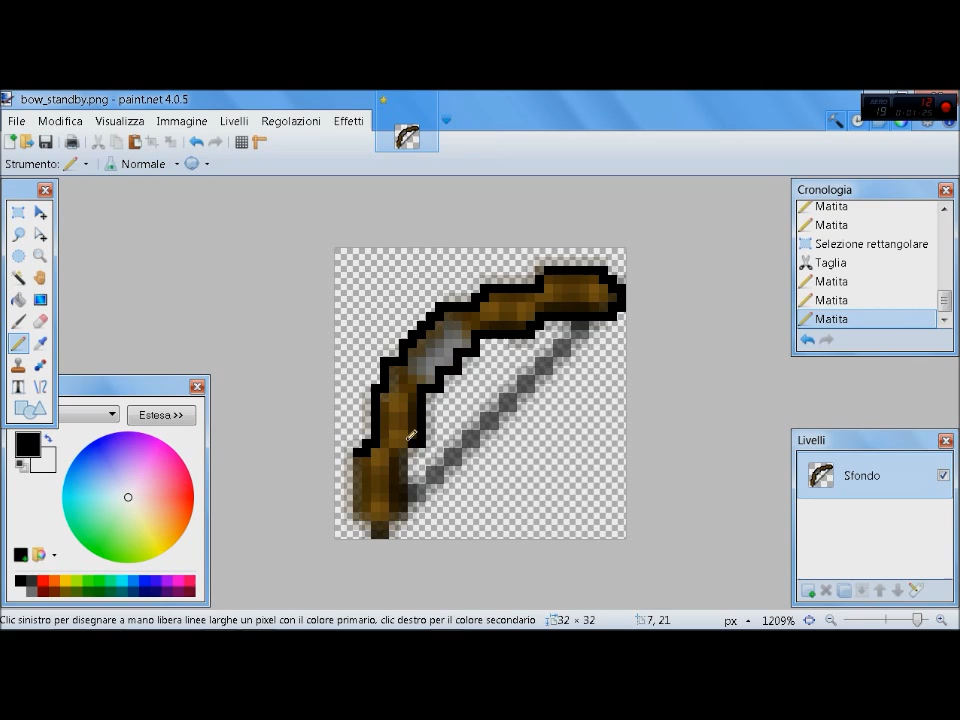 bow_standby.png - paint.net 4.0.5
File Modifica Visualizza Immagine Livelli Regolazioni Effetti
Strumento: Normale
Cronologia
Matita
Matita
Selezione rettangolare
Taglia
Matita
Matita
Matita
Estesa >>
Livelli
Sfondo
Clic sinistro per disegnare a mano libera linee larghe un pixel con il colore primario, clic destro per il colore secondario 32 × 32 7, 21 px 1209%